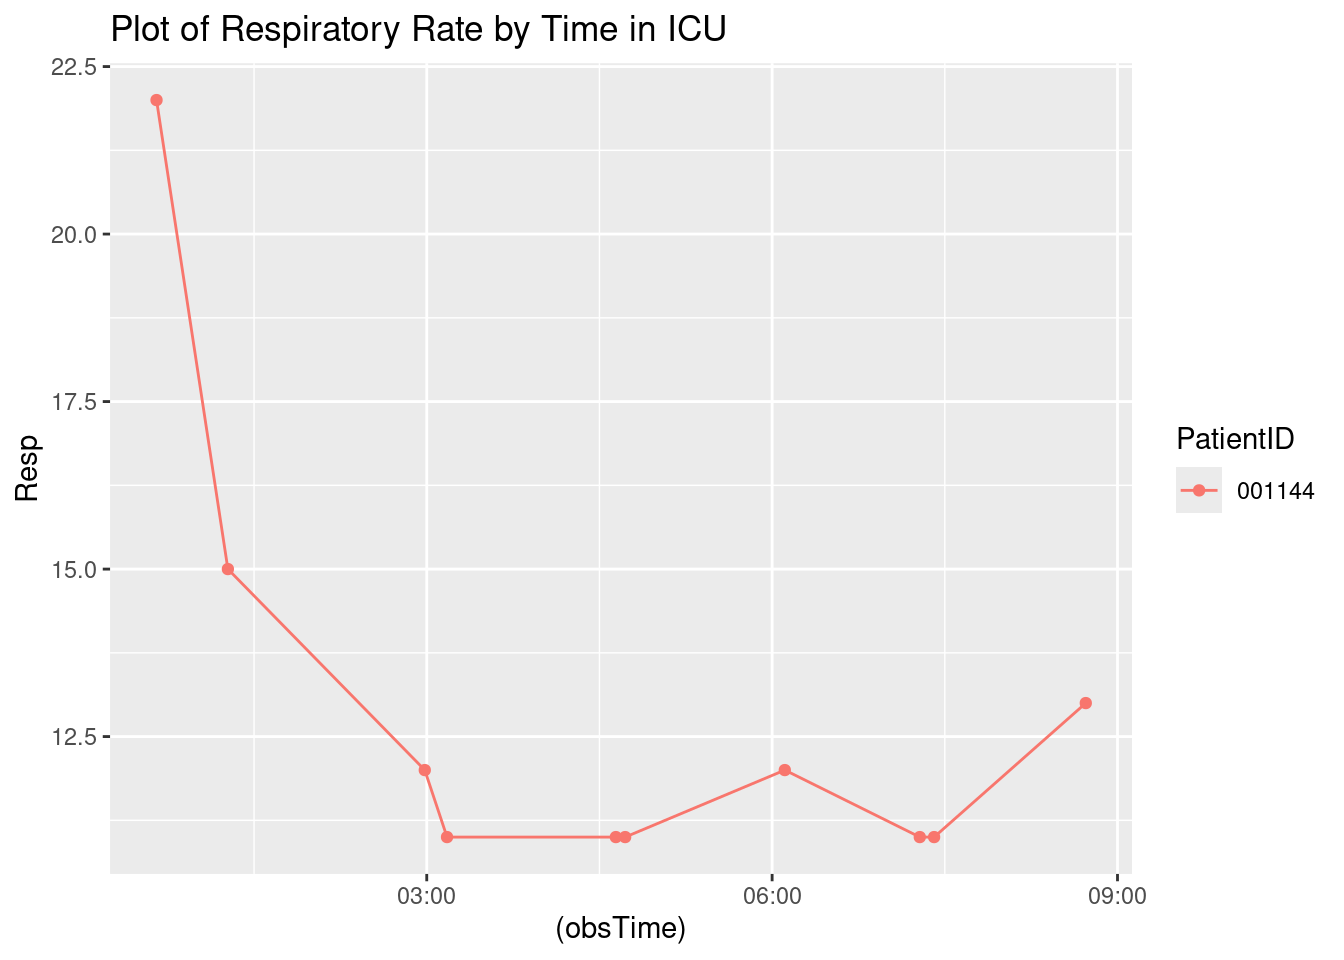 Plot of Respiratory Rate by Time in ICU
22.5
20.0
17.5
15.0
12.5
Resp
03:00
06:00
09:00
(obsTime)
PatientID
001144